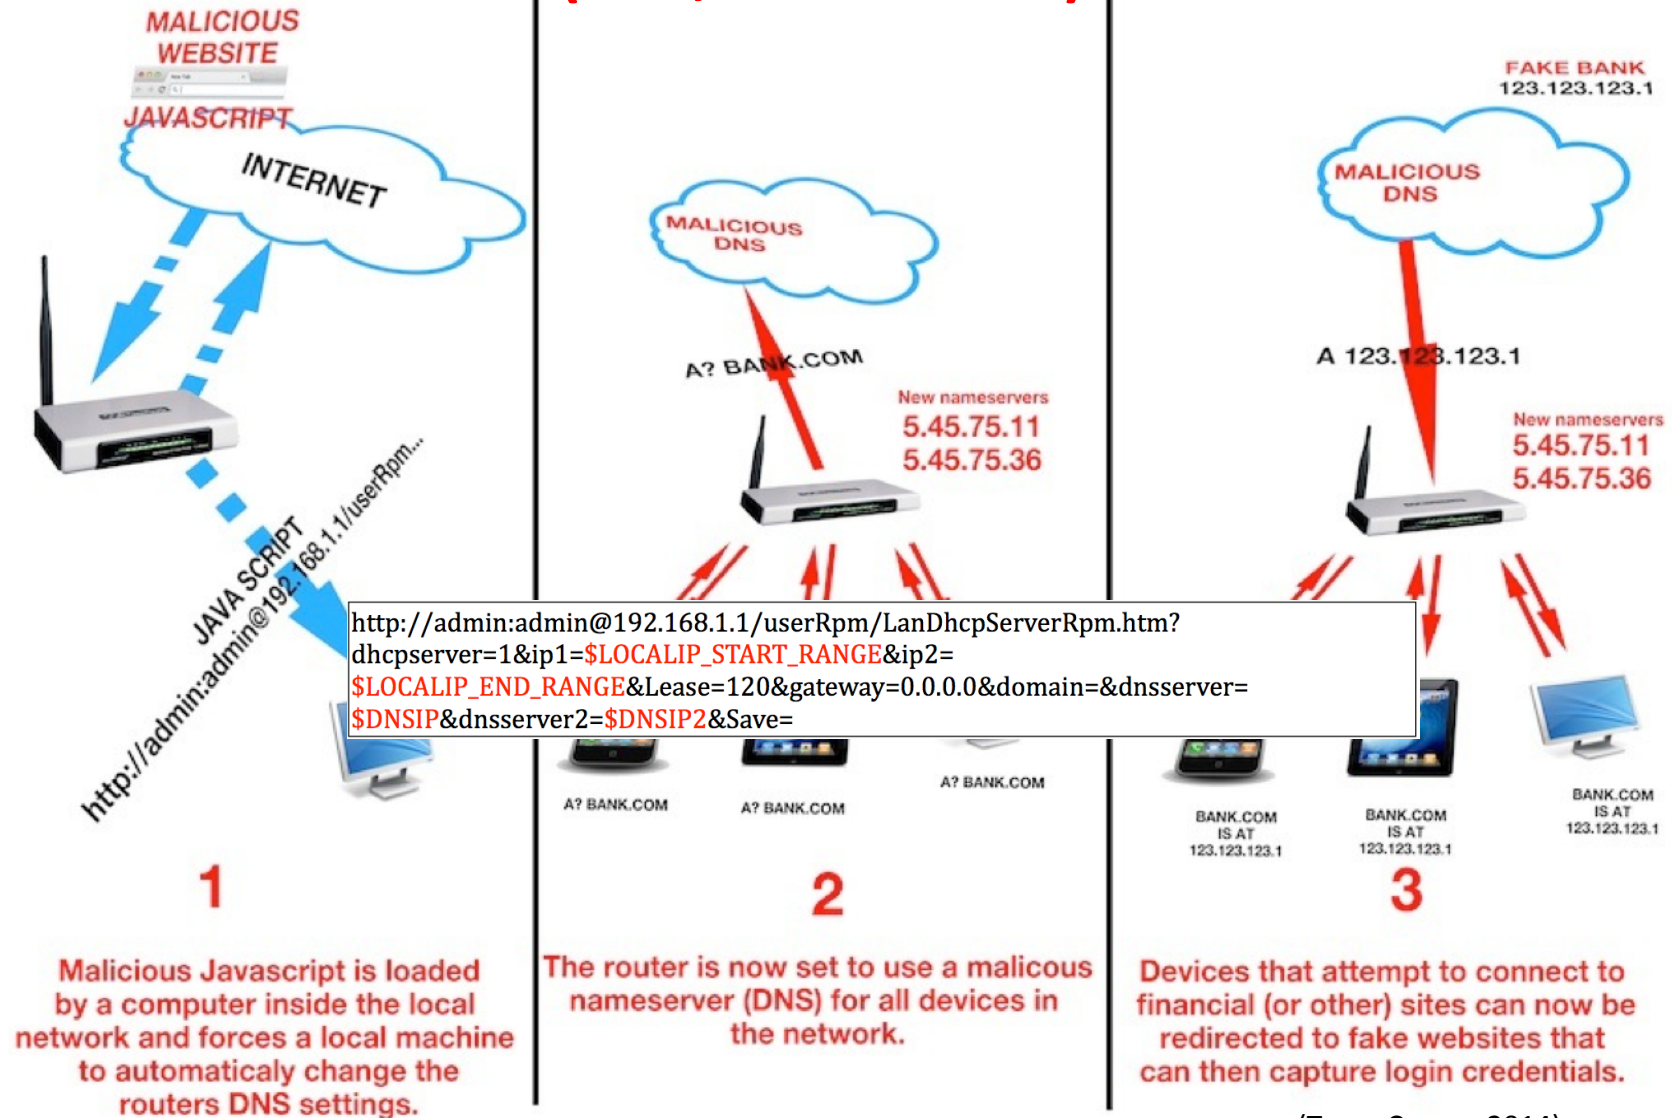 MALICIOUS
WEBSITE
New Tab
JAVASCRIPT
INTERNET
JAVA SCRIPT
http://admin:admin@192.168.1.1/userRpm...
1
Malicious Javascript is loaded
by a computer inside the local
network and forces a local machine
to automaticaly change the
routers DNS settings.
MALICIOUS
DNS
A? BANK.COM
New nameservers
5.45.75.11
5.45.75.36
http://admin:admin@192.168.1.1/userRpm/LanDhcpServerRpm.htm?
dhcpserver=1&ip1=$LOCALIP_START_RANGE&ip2=
$LOCALIP_END_RANGE&Lease=120&gateway=0.0.0.0&domain=&dnsserver=
$DNSIP&dnsserver2=$DNSIP2&Save=
A? BANK.COM
A? BANK.COM
A? BANK.COM
2
The router is now set to use a malicous
nameserver (DNS) for all devices in
the network.
FAKE BANK
123.123.123.1
MALICIOUS
DNS
A 123.123.123.1
New nameservers
5.45.75.11
5.45.75.36
BANK.COM
IS AT
123.123.123.1
BANK.COM
IS AT
123.123.123.1
BANK.COM
IS AT
123.123.123.1
3
Devices that attempt to connect to
financial (or other) sites can now be
redirected to fake websites that
can then capture login credentials.